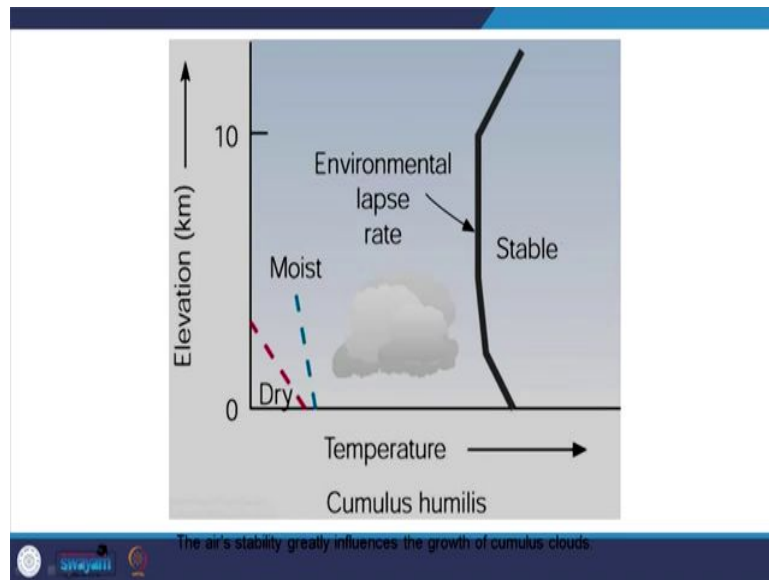 10
Environmental
lapse
rate
Stable
Moist
Elevation (km)
Dry
0
Temperature
Cumulus humilis
The air's stability greatly influences the growth of cumulus clouds.
swayam